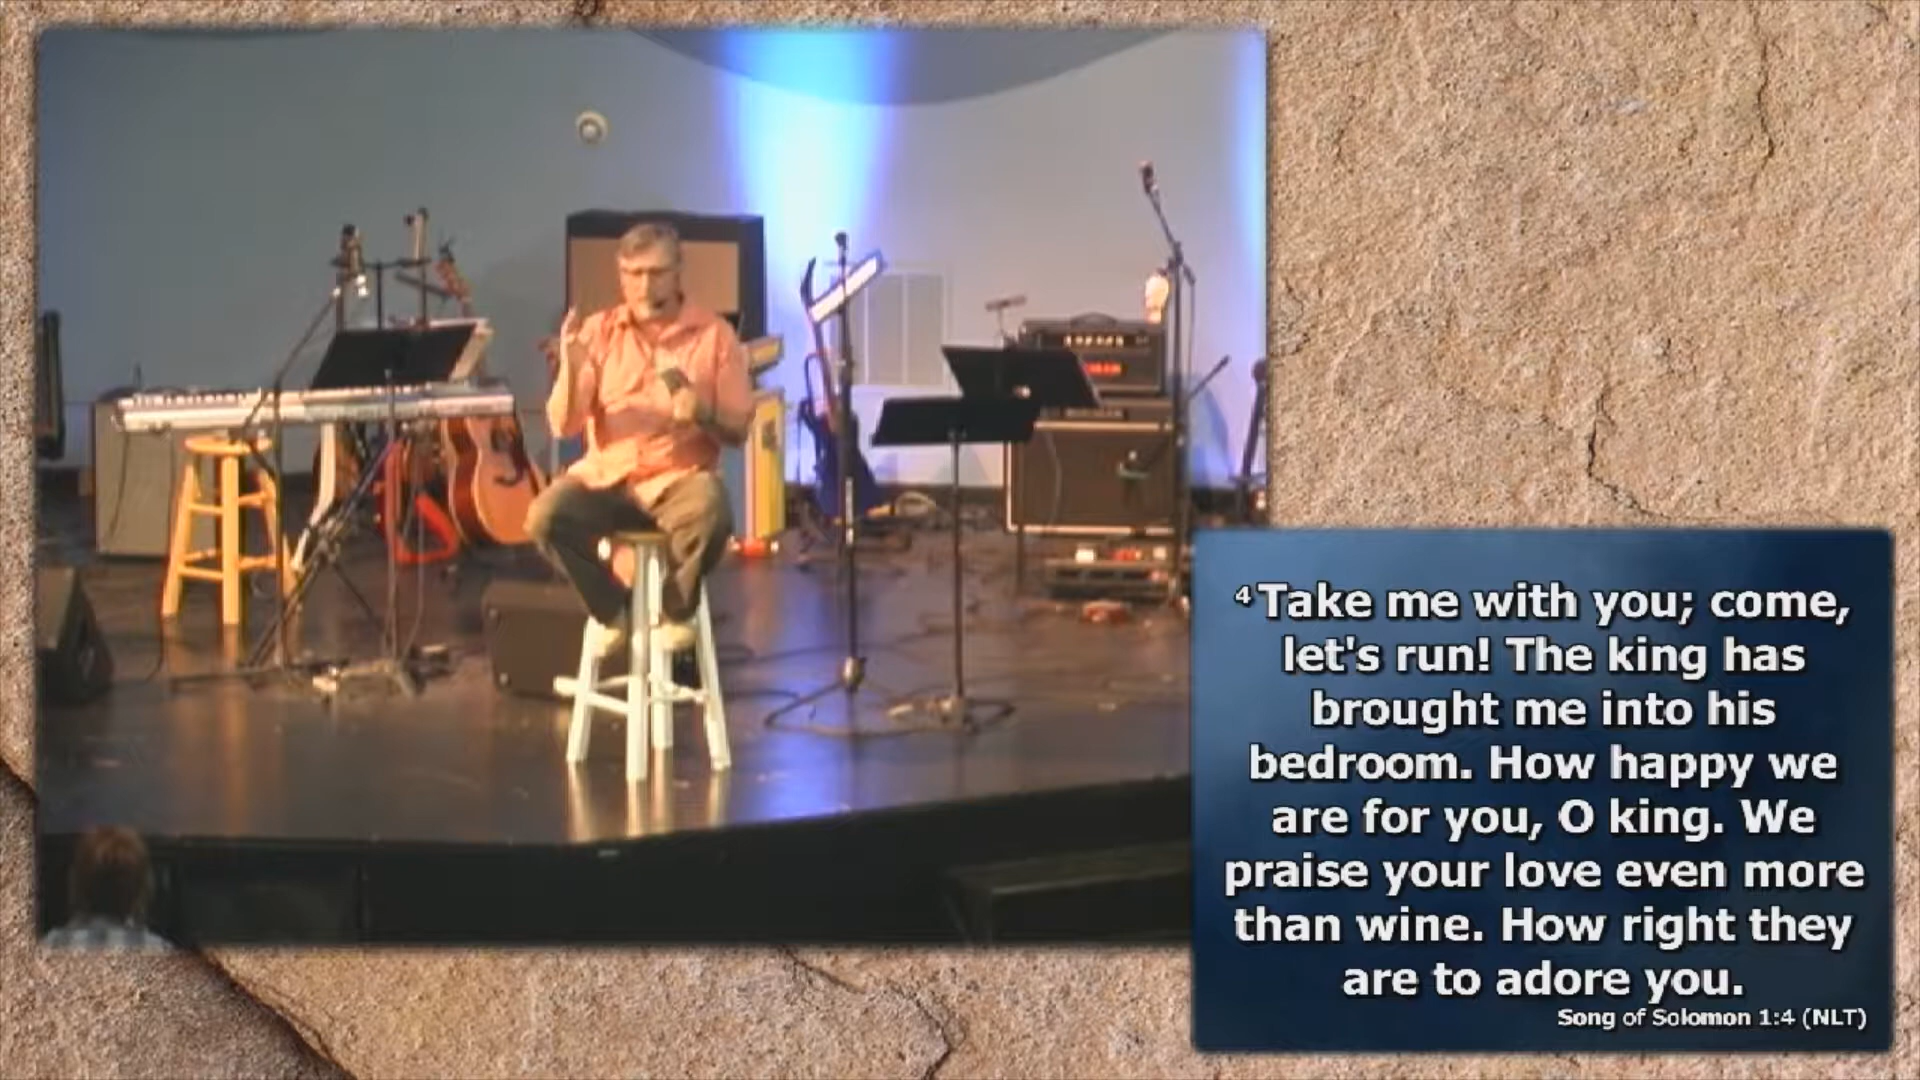 ⁴Take me with you; come,
let's run! The king has
brought me into his
bedroom. How happy we
are for you, O king. We
praise your love even more
than wine. How right they
are to adore you.
Song of Solomon 1:4 (NLT)